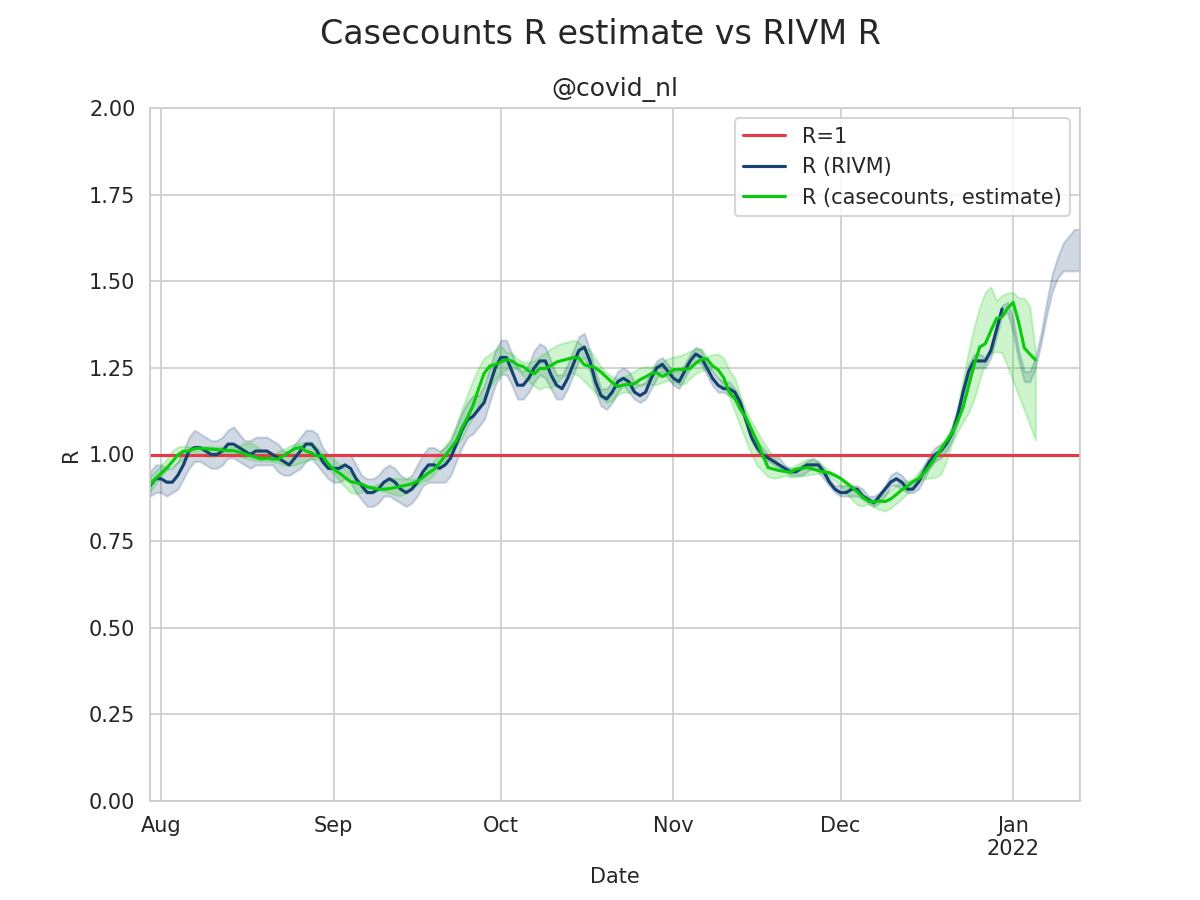 Casecounts R estimate vs RIVM R
@covid_nl
R=1
R (RIVM)
R (casecounts, estimate)
2.00
1.75
1.50
1.25
1.00
0.75
0.50
0.25
0.00
R
Aug Sep Oct Nov Dec Jan
2022
Date